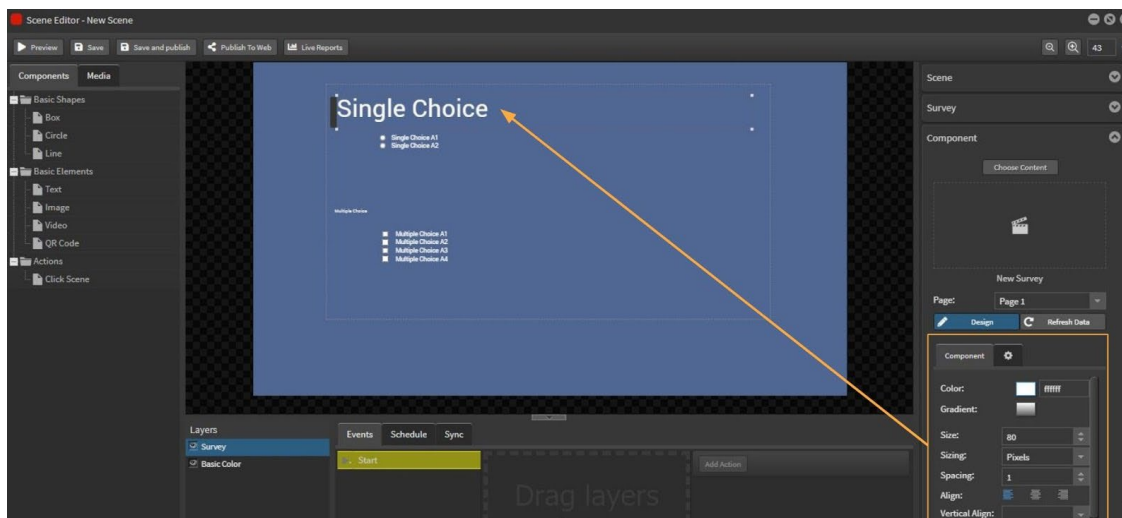 Scene Editor - New Scene
Preview Save Save and publish Publish To Web Live Reports 43
Components Media
Basic Shapes
Box
Circle
Line
Basic Elements
Text
Image
Video
QR Code
Actions
Click Scene
Single Choice
Single Choice A1
Single Choice A2
Multiple Choice
Multiple Choice A1
Multiple Choice A2
Multiple Choice A3
Multiple Choice A4
Layers
Survey
Basic Color
Events Schedule Sync
Start
Drag layers
Add Action
Scene
Survey
Component
Choose Content
New Survey
Page: Page 1
Design Refresh Data
Component
Color: ffffff
Gradient:
Size: 80
Sizing: Pixels
Spacing: 1
Align:
Vertical Align: